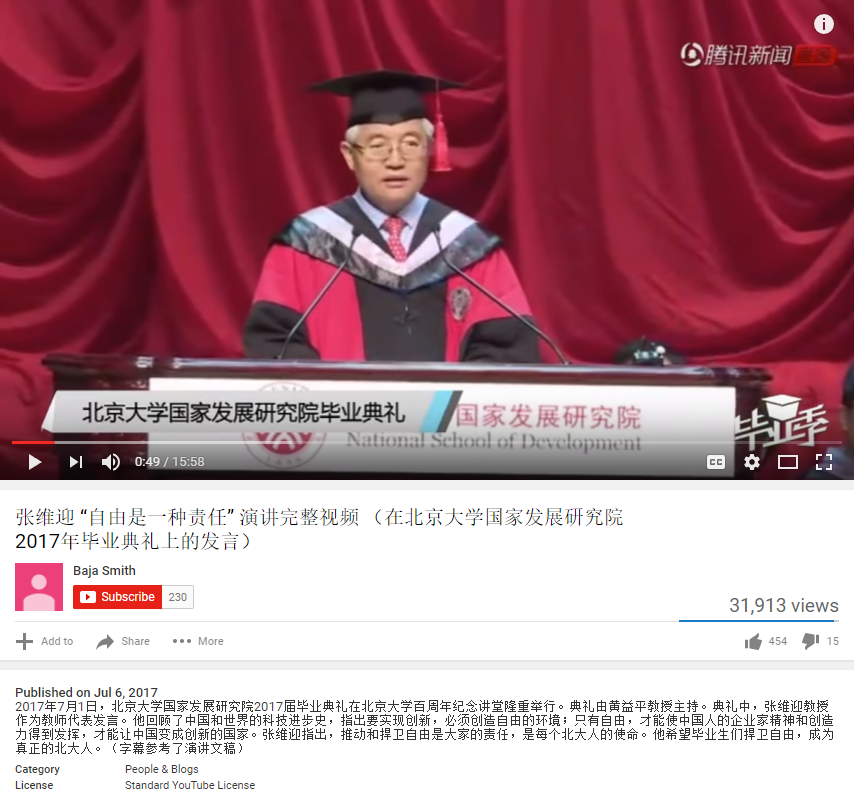 腾讯新闻
北京大学国家发展研究院毕业典礼
国家发展研究院
National School of Development
毕业季
0:49 / 15:58
CC
张维迎 “自由是一种责任” 演讲完整视频 （在北京大学国家发展研究院
2017年毕业典礼上的发言）
Baja Smith
Subscribe 230
31,913 views
Add to Share More 454 15
Published on Jul 6, 2017
2017年7月1日，北京大学国家发展研究院2017届毕业典礼在北京大学百周年纪念讲堂隆重举行。典礼由黄益平教授主持。典礼中，张维迎教授
作为教师代表发言。他回顾了中国和世界的科技进步史，指出要实现创新，必须创造自由的环境；只有自由，才能使中国人的企业家精神和创造
力得到发挥，才能让中国变成创新的国家。张维迎指出，推动和捍卫自由是大家的责任，是每个北大人的使命。他希望毕业生们捍卫自由，成为
真正的北大人。（字幕参考了演讲文稿）
Category People & Blogs
License Standard YouTube License